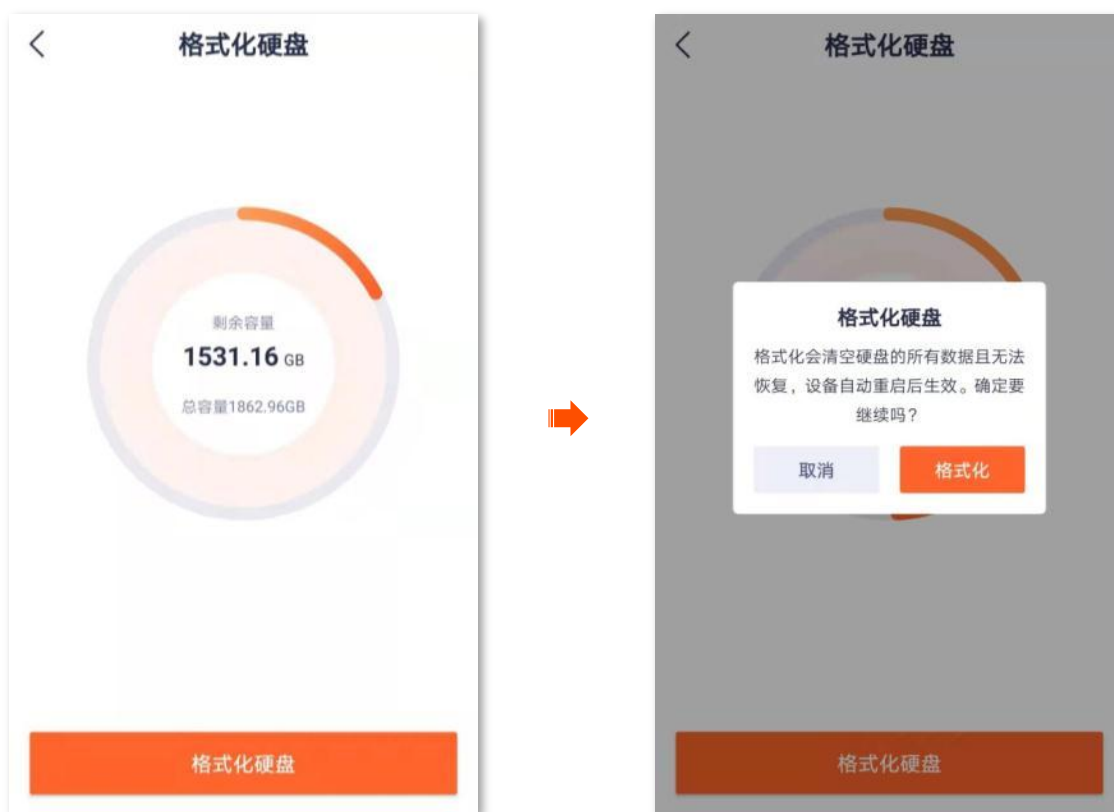 格式化硬盘
剩余容量
1531.16 GB
总容量1862.96GB
格式化硬盘
格式化硬盘
格式化硬盘
格式化会清空硬盘的所有数据且无法
恢复，设备自动重启后生效。确定要
继续吗？
取消
格式化
格式化硬盘